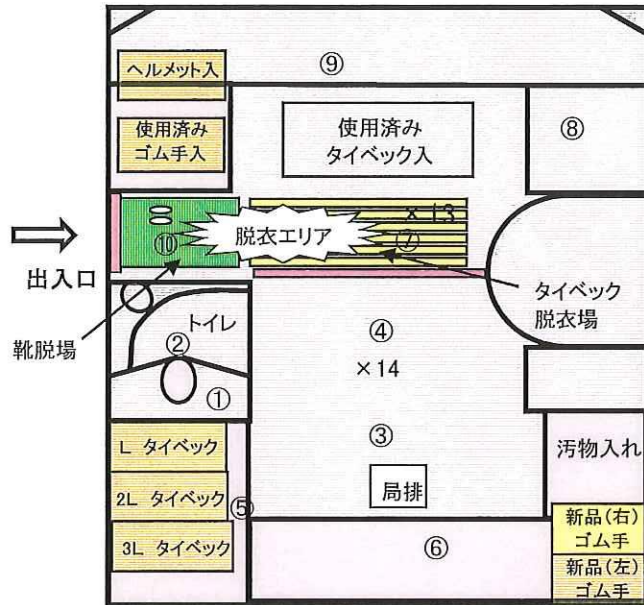 ⑨
ヘルメット入
使用済み
ゴム手入
使用済み
タイベック入
⑧
×13
脱衣エリア
⑩
⑦
出入口
靴脱場
タイベック
脱衣場
トイレ
②
①
④
×14
③
局排
L タイベック
2L タイベック
3L タイベック
⑤
⑥
汚物入れ
新品(右)
ゴム手
新品(左)
ゴム手